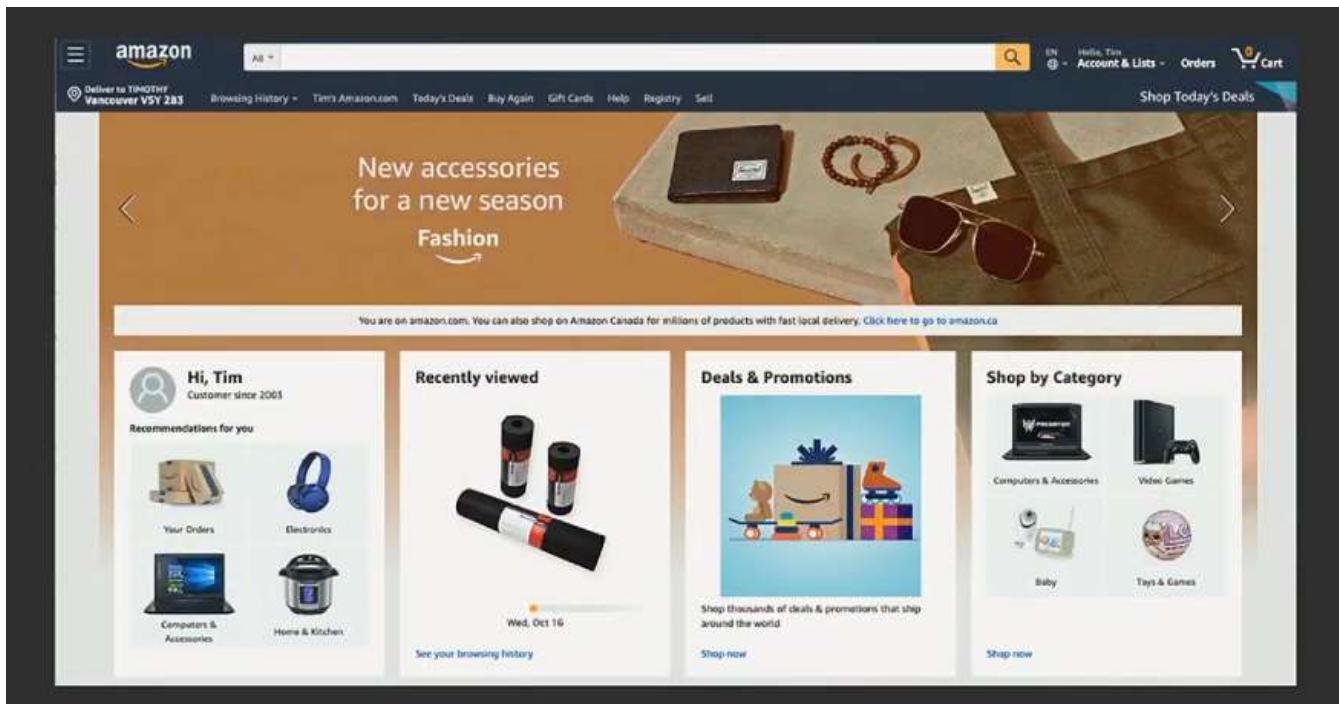 amazon
All
EN
Hello, Tim
Account & Lists
Orders
0
Cart
Deliver to TIMOTHY
Vancouver V5Y 2B3
Browsing History
Tim's Amazon.com
Today's Deals
Buy Again
Gift Cards
Help
Registry
Sell
Shop Today's Deals
New accessories
for a new season
Fashion
You are on amazon.com. You can also shop on Amazon Canada for millions of products with fast local delivery. Click here to go to amazon.ca
Hi, Tim
Customer since 2003
Recommendations for you
Your Orders
Electronics
Computers &
Accessories
Home & Kitchen
Recently viewed
Wed, Oct 16
See your browsing history
Deals & Promotions
Shop thousands of deals & promotions that ship
around the world
Shop now
Shop by Category
PREDATOR
Computers & Accessories
Video Games
Baby
Toys & Games
Shop now